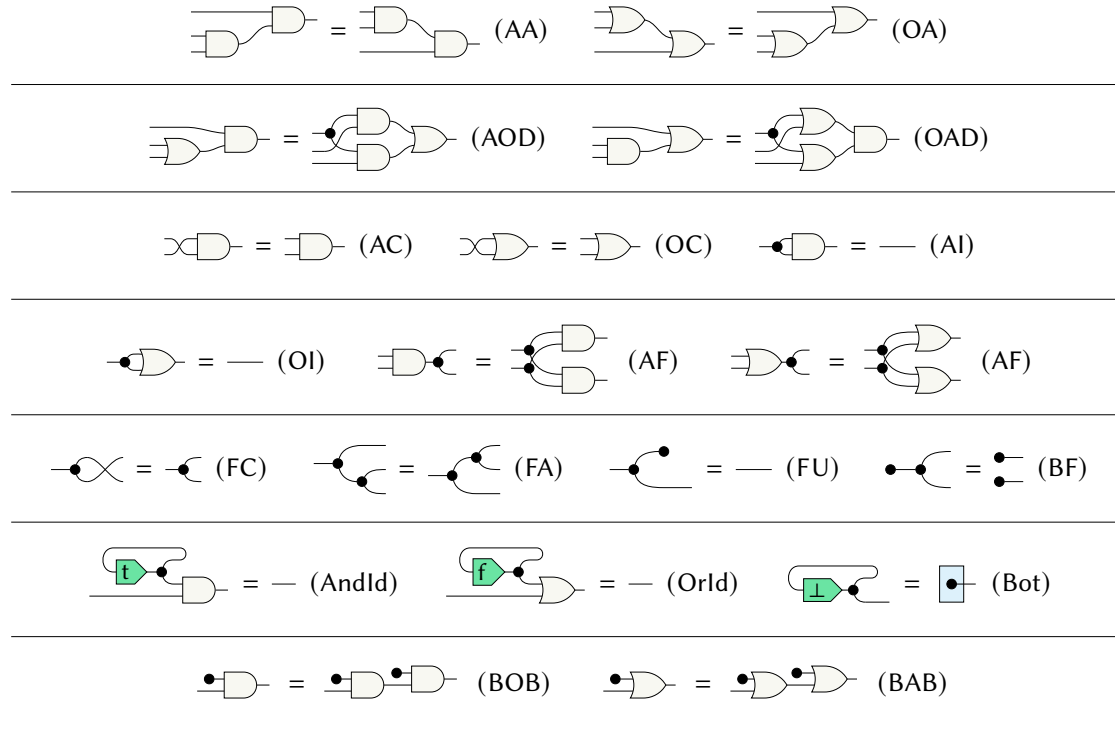 = (AA) = (OA)
= (AOD) = (OAD)
= (AC) = (OC) = (AI)
= (OI) = (AF) = (AF)
= (FC) = (FA) = (FU) = (BF)
t = (AndId) f = (OrId) ⊥ = (Bot)
= (BOB) = (BAB)